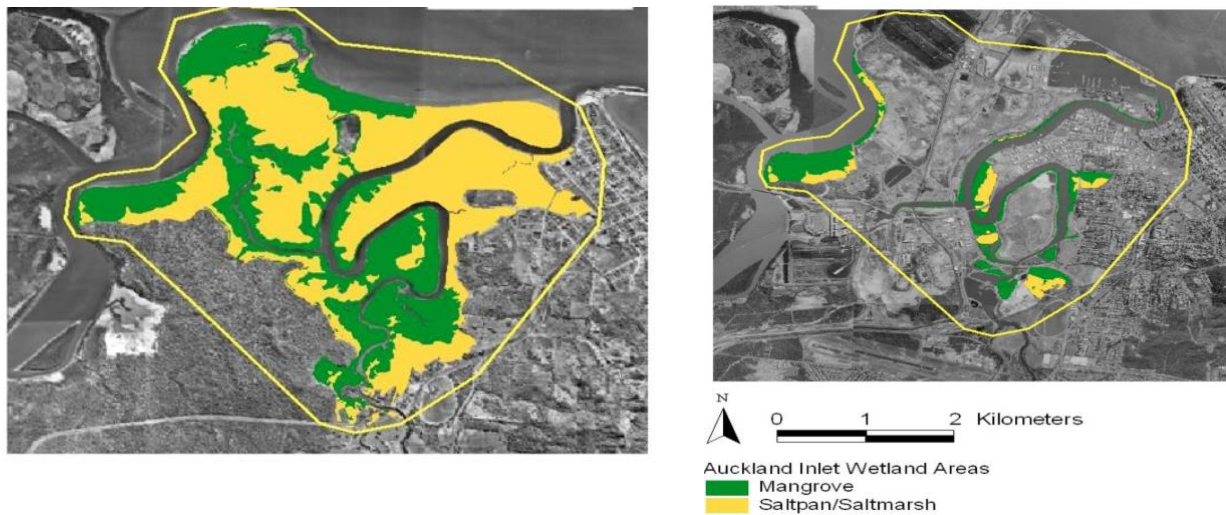 N
0 1 2 Kilometers
Auckland Inlet Wetland Areas
Mangrove
Saltpan/Saltmarsh